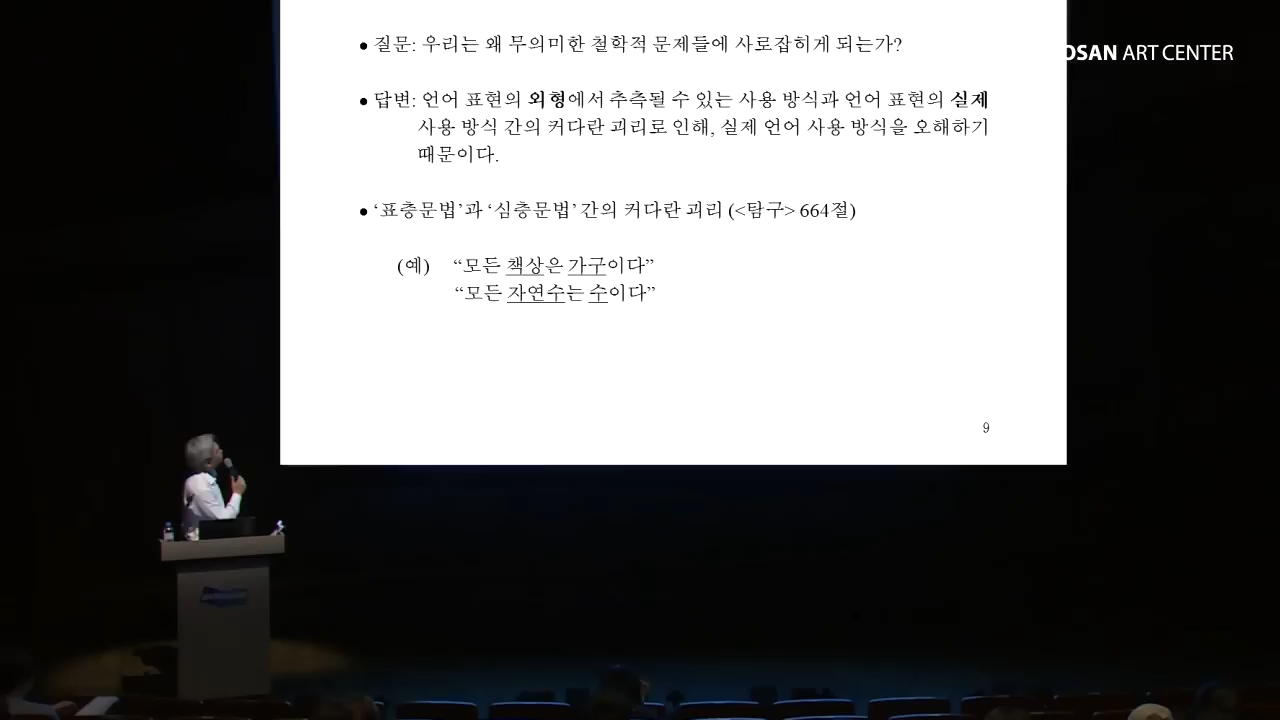 • 질문: 우리는 왜 무의미한 철학적 문제들에 사로잡히게 되는가?
OSAN ART CENTER
• 답변: 언어 표현의 외형에서 추측될 수 있는 사용 방식과 언어 표현의 실제
사용 방식 간의 커다란 괴리로 인해, 실제 언어 사용 방식을 오해하기
때문이다.
• ‘표층문법’과 ‘심층문법’ 간의 커다란 괴리 (<탐구> 664절)
(예) “모든 책상은 가구이다”
“모든 자연수는 수이다”
9